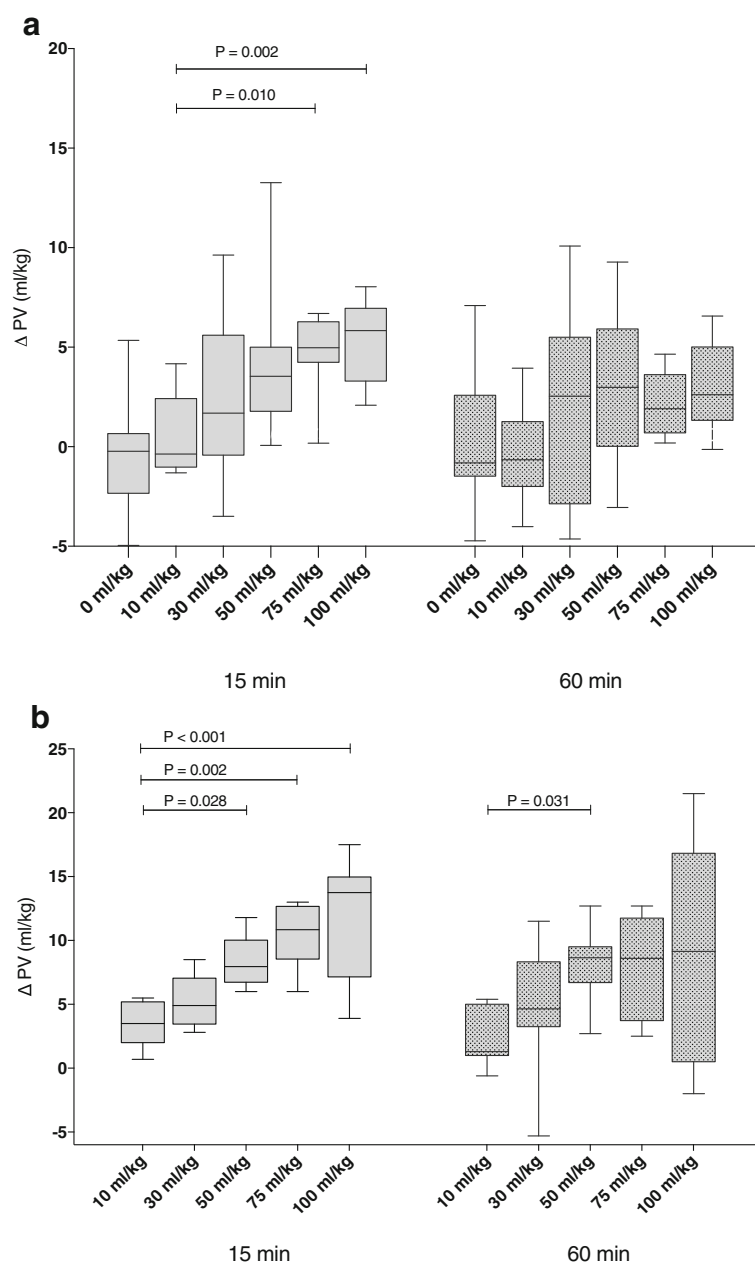 a
20
15
10
5
0
-5
Δ PV (ml/kg)
P = 0.002
P = 0.010
0 ml/kg
10 ml/kg
30 ml/kg
50 ml/kg
75 ml/kg
100 ml/kg
0 ml/kg
10 ml/kg
30 ml/kg
50 ml/kg
75 ml/kg
100 ml/kg
15 min
60 min
b
25
20
15
10
5
0
-5
Δ PV (ml/kg)
P < 0.001
P = 0.002
P = 0.028
P = 0.031
10 ml/kg
30 ml/kg
50 ml/kg
75 ml/kg
100 ml/kg
10 ml/kg
30 ml/kg
50 ml/kg
75 ml/kg
100 ml/kg
15 min
60 min